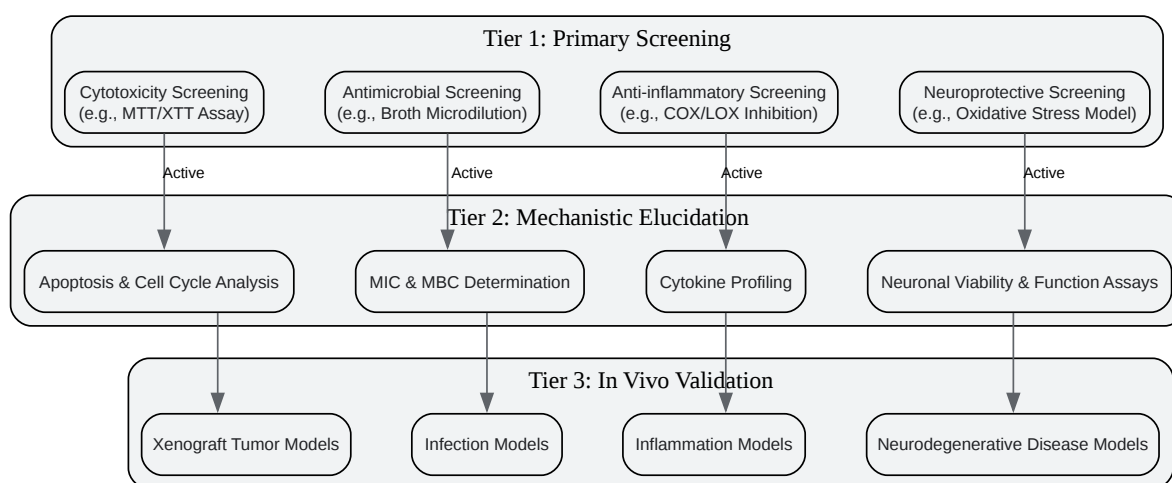 Tier 1: Primary Screening
Cytotoxicity Screening
(e.g., MTT/XTT Assay)
Antimicrobial Screening
(e.g., Broth Microdilution)
Anti-inflammatory Screening
(e.g., COX/LOX Inhibition)
Neuroprotective Screening
(e.g., Oxidative Stress Model)
Active
Active
Active
Active
Tier 2: Mechanistic Elucidation
Apoptosis & Cell Cycle Analysis
MIC & MBC Determination
Cytokine Profiling
Neuronal Viability & Function Assays
Tier 3: In Vivo Validation
Xenograft Tumor Models
Infection Models
Inflammation Models
Neurodegenerative Disease Models